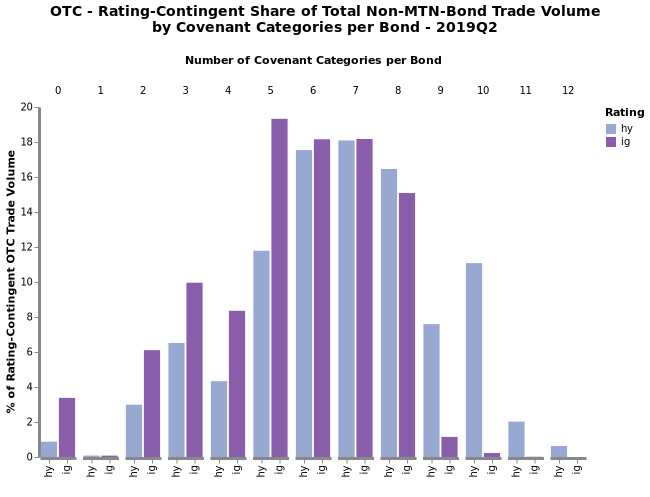 OTC - Rating-Contingent Share of Total Non-MTN-Bond Trade Volume
by Covenant Categories per Bond - 2019Q2
Number of Covenant Categories per Bond
0 1 2 3 4 5 6 7 8 9 10 11 12
% of Rating-Contingent OTC Trade Volume
20
18
16
14
12
10
8
6
4
2
0
hy ig hy ig hy ig hy ig hy ig hy ig hy ig hy ig hy ig hy ig hy ig hy ig hy ig
Rating
hy
ig